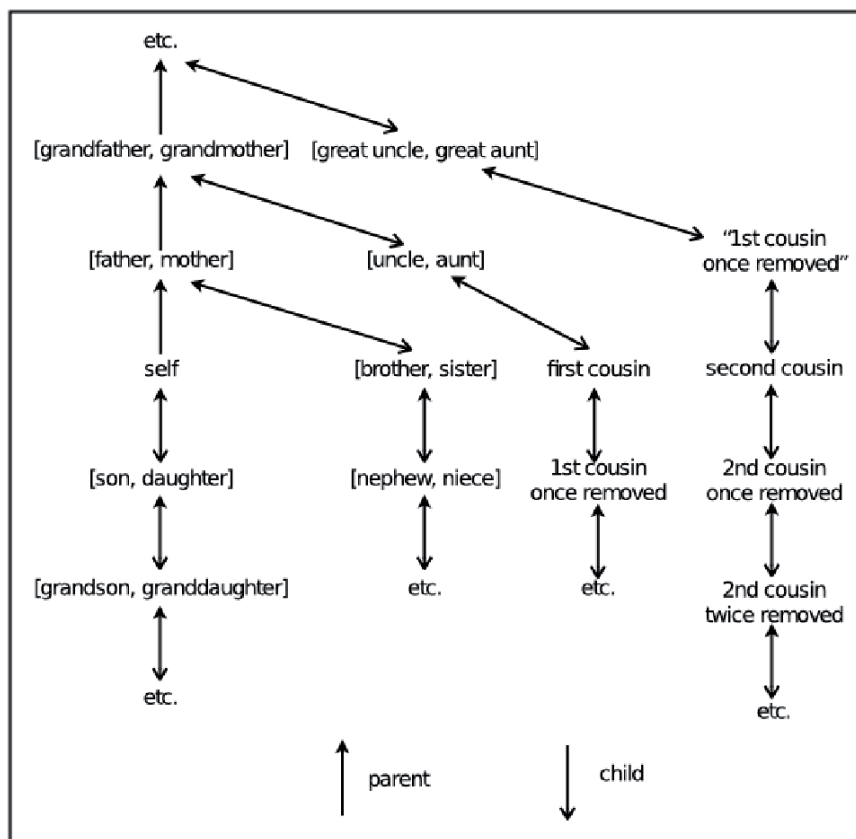 etc.
[grandfather, grandmother] [great uncle, great aunt]
“1st cousin
once removed”
[father, mother] [uncle, aunt]
self [brother, sister] first cousin second cousin
[son, daughter] [nephew, niece] 1st cousin
once removed 2nd cousin
once removed
[grandson, granddaughter] etc. etc. 2nd cousin
twice removed
etc. etc.
parent child